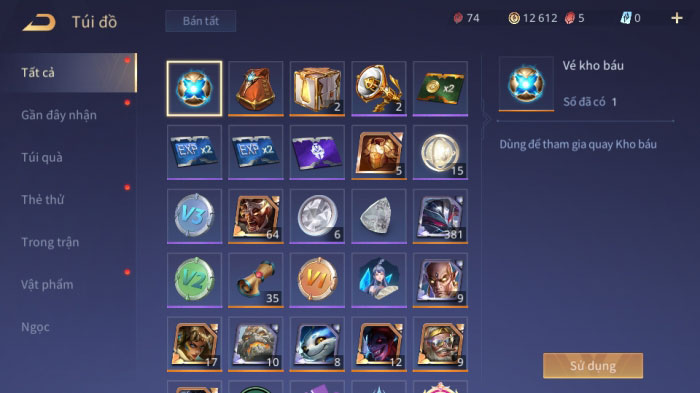 Túi đồ
Bán tất
74
12 612
5
0
Tất cả
Gần đây nhận
Túi quà
Thẻ thử
Trong trận
Vật phẩm
Ngọc
2
2
x2
EXP x2
EXP x2
5
15
V3
64
6
381
V2
35
V1
9
17
10
8
12
9
Vé kho báu
Số đã có 1
Dùng để tham gia quay Kho báu
Sử dụng